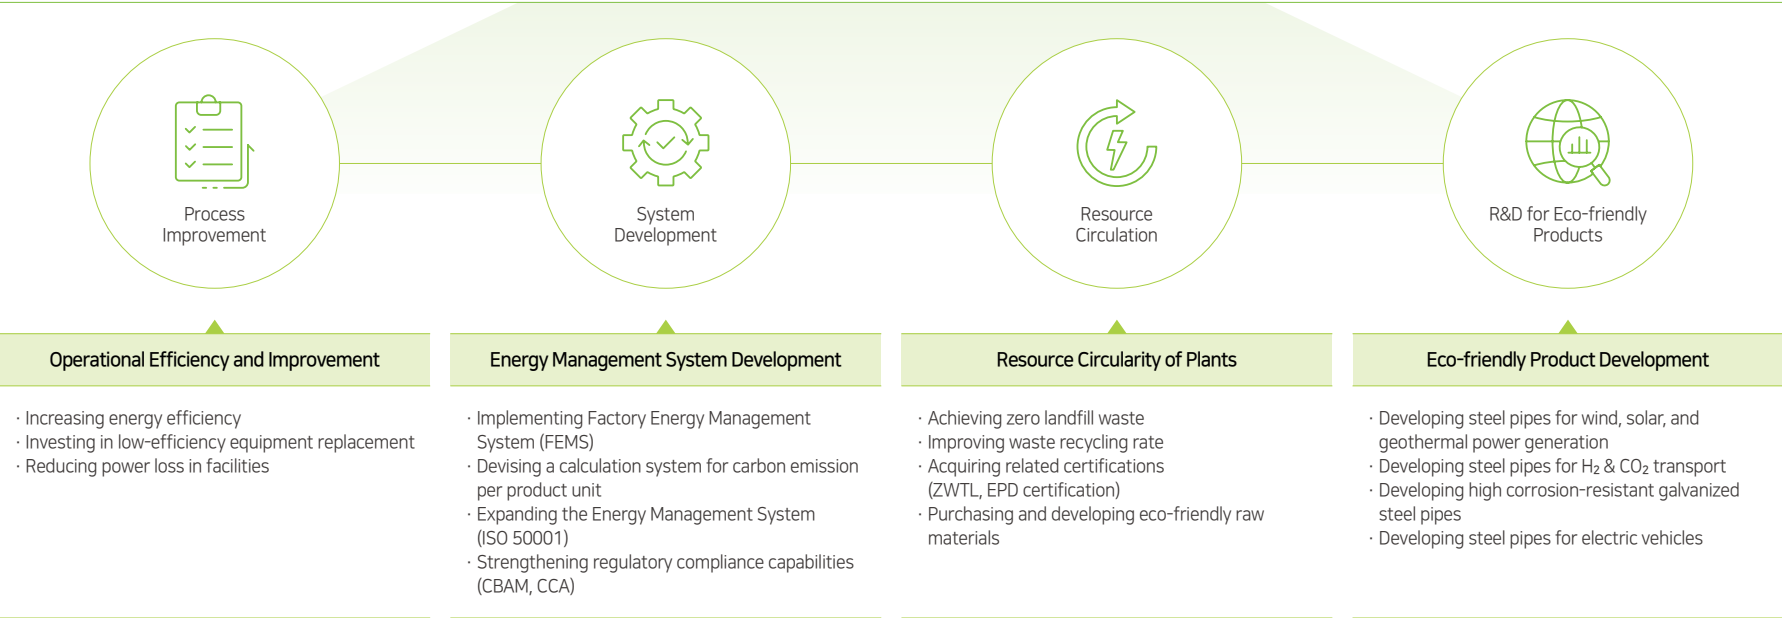 Process
Improvement
System
Development
Resource
Circulation
R&D for Eco-friendly
Products
Operational Efficiency and Improvement
· Increasing energy efficiency
· Investing in low-efficiency equipment replacement
· Reducing power loss in facilities
Energy Management System Development
· Implementing Factory Energy Management
System (FEMS)
· Devising a calculation system for carbon emission
per product unit
· Expanding the Energy Management System
(ISO 50001)
· Strengthening regulatory compliance capabilities
(CBAM, CCA)
Resource Circularity of Plants
· Achieving zero landfill waste
· Improving waste recycling rate
· Acquiring related certifications
(ZWTL, EPD certification)
· Purchasing and developing eco-friendly raw
materials
Eco-friendly Product Development
· Developing steel pipes for wind, solar, and
geothermal power generation
· Developing steel pipes for H₂ & CO₂ transport
· Developing high corrosion-resistant galvanized
steel pipes
· Developing steel pipes for electric vehicles